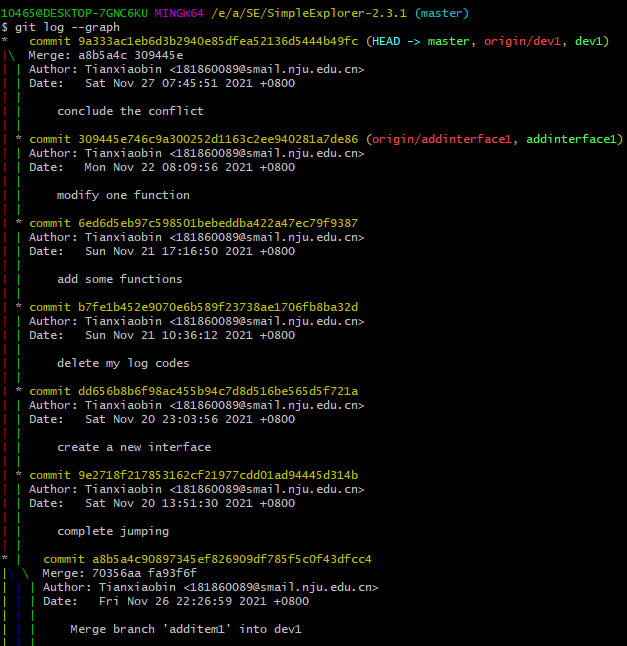 10465@DESKTOP-7GNC6KU MINGW64 /e/a/SE/SimpleExplorer-2.3.1 (master)
$ git log --graph
*   commit 9a333ac1eb6d3b2940e85dfea52136d5444b49fc (HEAD -> master, origin/dev1, dev1)
|\  Merge: a8b5a4c 309445e
| | Author: Tianxiaobin <181860089@smail.nju.edu.cn>
| | Date:   Sat Nov 27 07:45:51 2021 +0800
| |
| |     conclude the conflict
| |
| * commit 309445e746c9a300252d1163c2ee940281a7de86 (origin/addinterface1, addinterface1)
| | Author: Tianxiaobin <181860089@smail.nju.edu.cn>
| | Date:   Mon Nov 22 08:09:56 2021 +0800
| |
| |     modify one function
| |
| * commit 6ed6d5eb97c598501bebeddba422a47ec79f9387
| | Author: Tianxiaobin <181860089@smail.nju.edu.cn>
| | Date:   Sun Nov 21 17:16:50 2021 +0800
| |
| |     add some functions
| |
| * commit b7fe1b452e9070e6b589f23738ae1706fb8ba32d
| | Author: Tianxiaobin <181860089@smail.nju.edu.cn>
| | Date:   Sun Nov 21 10:36:12 2021 +0800
| |
| |     delete my log codes
| |
| * commit dd656b8b6f98ac455b94c7d8d516be565d5f721a
| | Author: Tianxiaobin <181860089@smail.nju.edu.cn>
| | Date:   Sat Nov 20 23:03:56 2021 +0800
| |
| |     create a new interface
| |
| * commit 9e2718f217853162cf21977cdd01ad94445d314b
| | Author: Tianxiaobin <181860089@smail.nju.edu.cn>
| | Date:   Sat Nov 20 13:51:30 2021 +0800
| |
| |     complete jumping
| |
* |   commit a8b5a4c90897345ef826909df785f5c0f43dfcc4
|\ \  Merge: 70356aa fa93f6f
| | | Author: Tianxiaobin <181860089@smail.nju.edu.cn>
| | | Date:   Fri Nov 26 22:26:59 2021 +0800
| | |
| | |     Merge branch 'additem1' into dev1
| | |